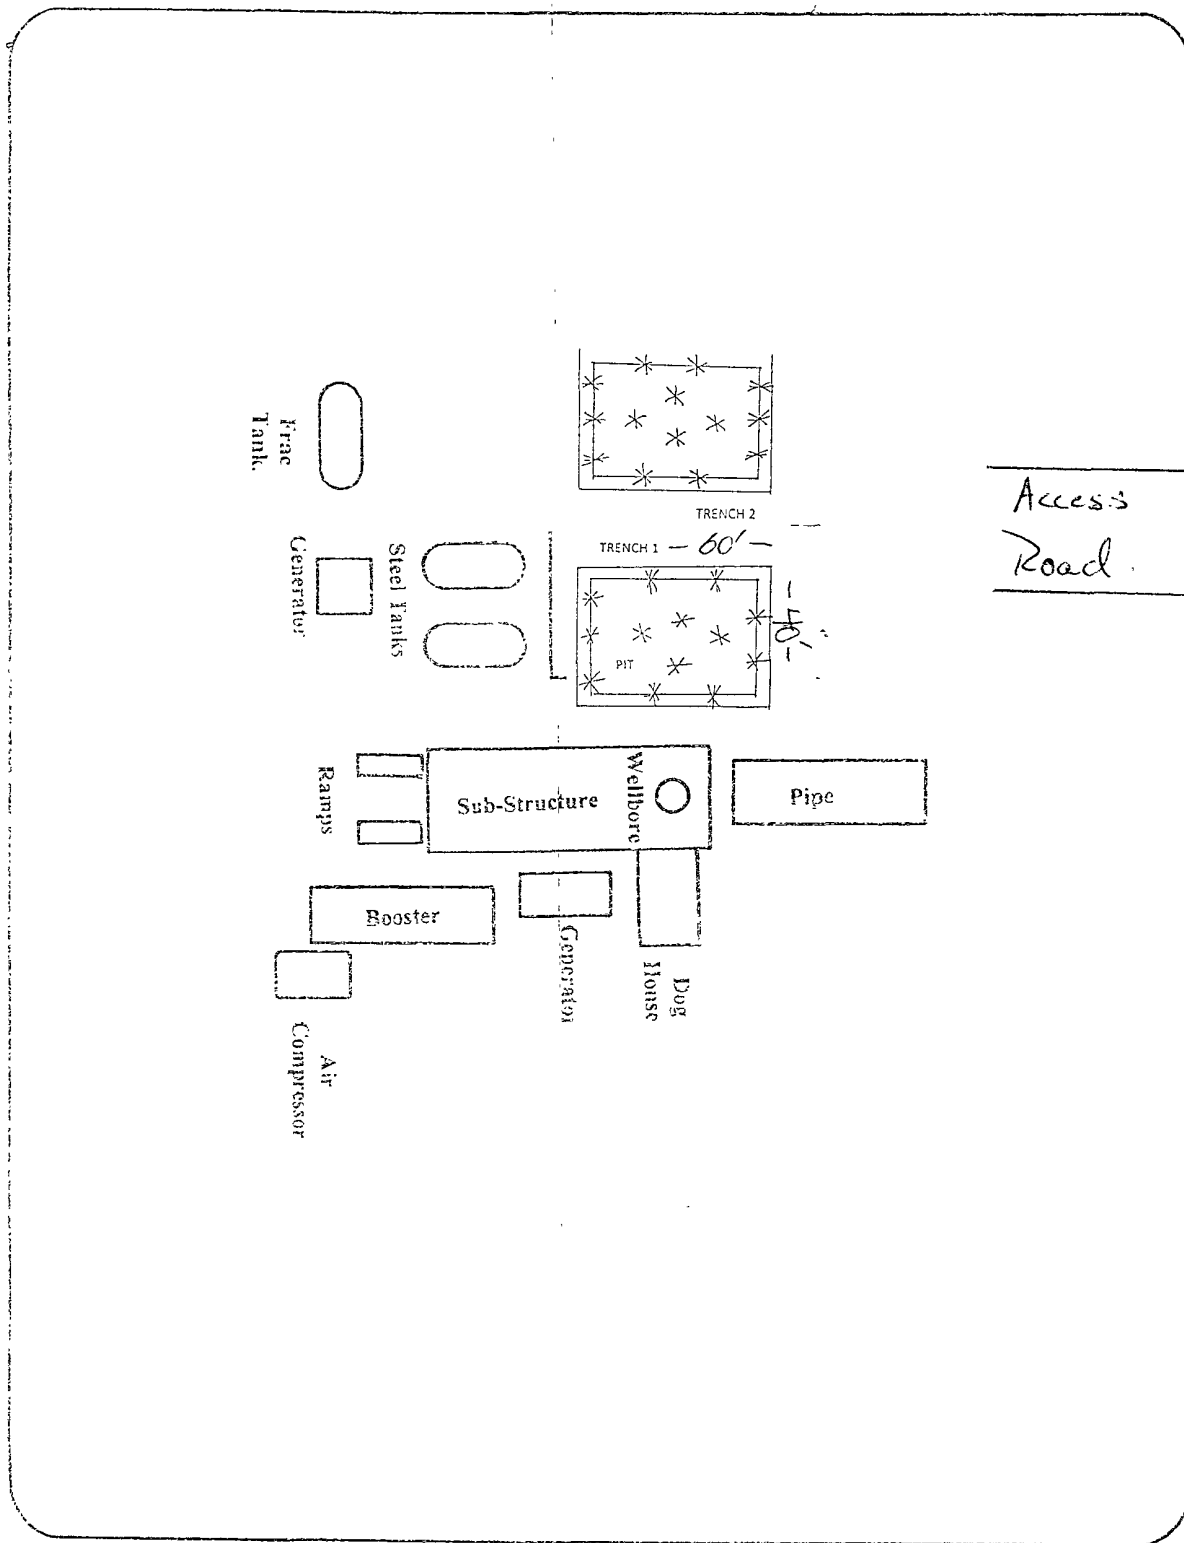 Access
Road
Frac
Tank
TRENCH 2
TRENCH 1 - 60' -
Generator
Steel Tanks
- 40' -
PIT
Ramps
Sub-Structure
Wellbore
Pipe
Booster
Generator
Dog
House
Air
Compressor